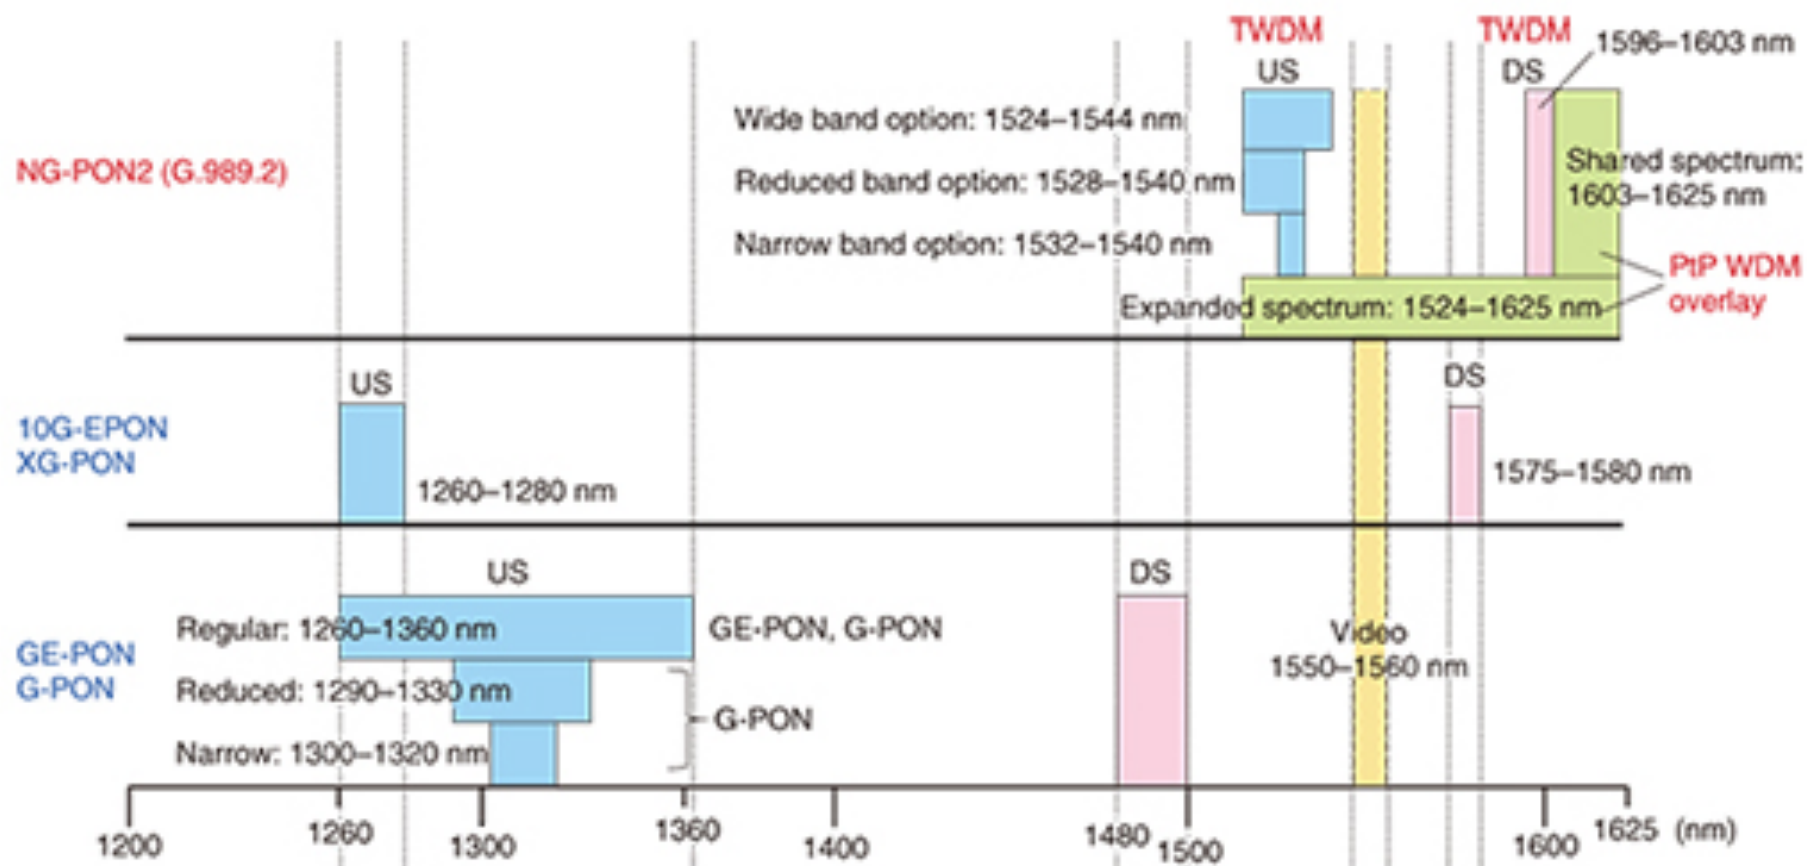 TWDM
US
TWDM
DS
1596–1603 nm
Wide band option: 1524–1544 nm
NG-PON2 (G.989.2)
Reduced band option: 1528–1540 nm
Shared spectrum:
1603–1625 nm
Narrow band option: 1532–1540 nm
PtP WDM
overlay
Expanded spectrum: 1524–1625 nm
US
DS
10G-EPON
XG-PON
1260–1280 nm
1575–1580 nm
US
DS
Regular: 1260–1360 nm
GE-PON, G-PON
Video
1550–1560 nm
GE-PON
G-PON
Reduced: 1290–1330 nm
G-PON
Narrow: 1300–1320 nm
1200
1260
1300
1360
1400
1480
1500
1600
1625 (nm)